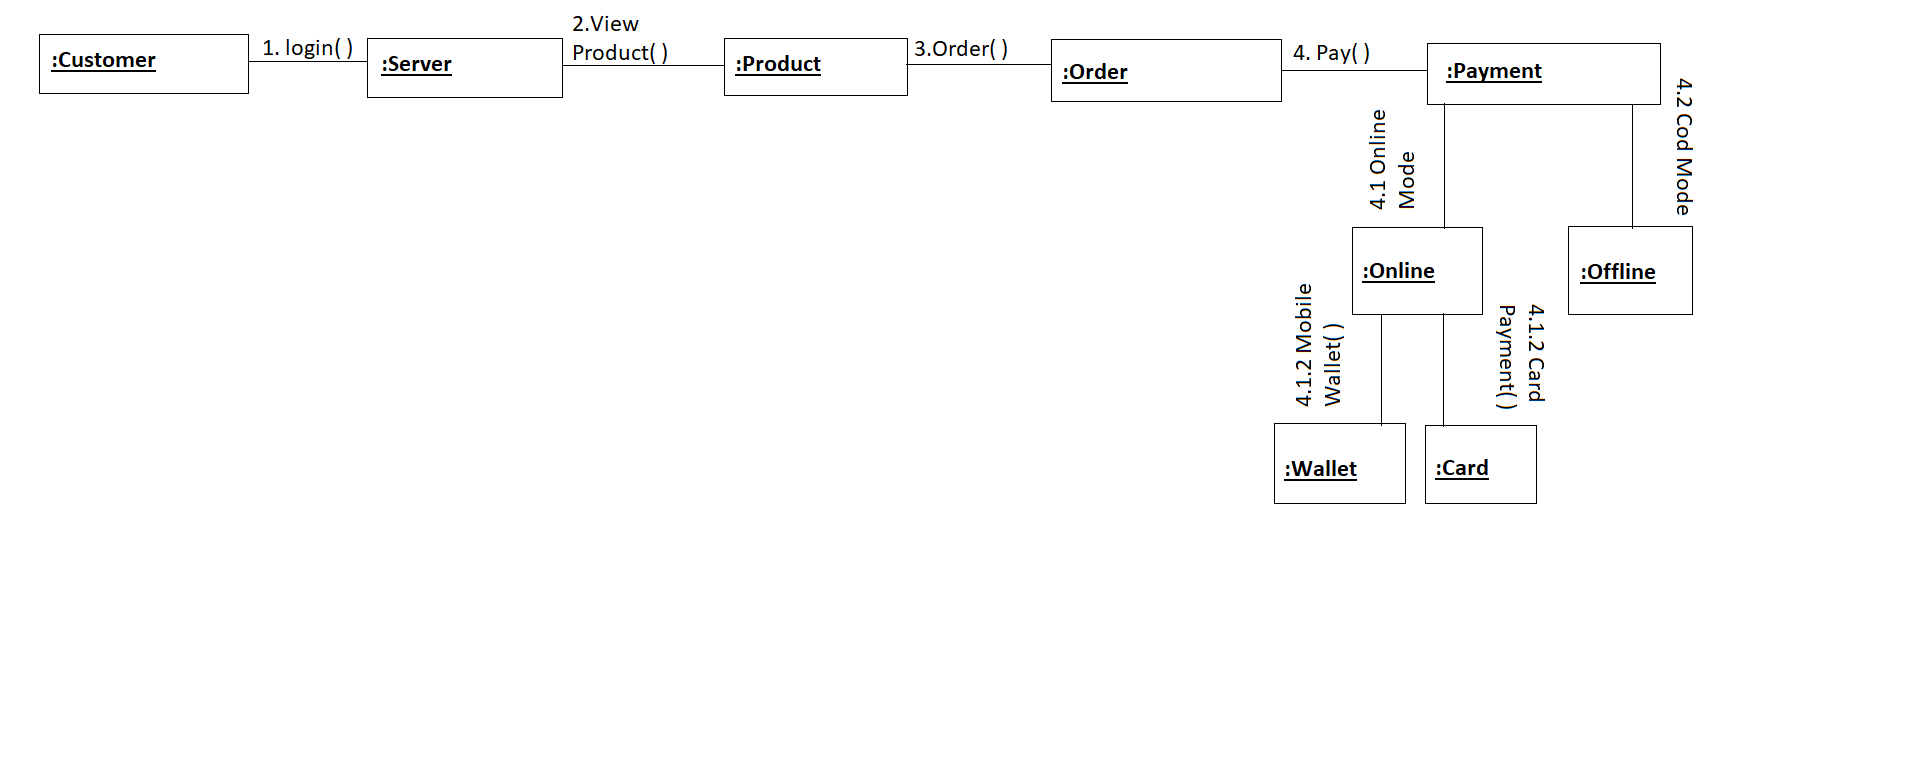 :Customer
1. login( )
:Server
2.View
Product( )
:Product
3.Order( )
:Order
4. Pay( )
:Payment
4.1 Online
Mode
4.2 Cod Mode
:Online
:Offline
4.1.2 Mobile
Wallet( )
4.1.2 Card
Payment( )
:Wallet
:Card